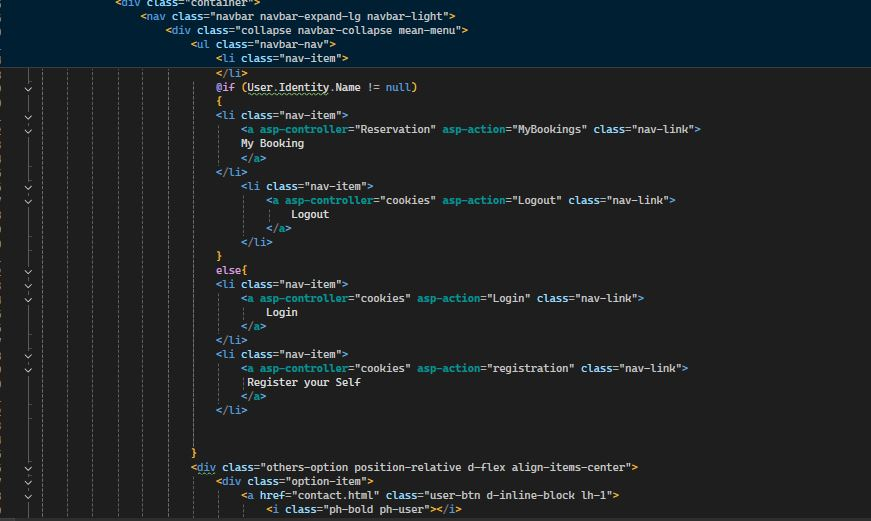 <div class="container">
<nav class="navbar navbar-expand-lg navbar-light">
<div class="collapse navbar-collapse mean-menu">
<ul class="navbar-nav">
<li class="nav-item">
</li>
@if (User.Identity.Name != null)
{
<li class="nav-item">
<a asp-controller="Reservation" asp-action="MyBookings" class="nav-link">
My Booking
</a>
</li>
<li class="nav-item">
<a asp-controller="cookies" asp-action="Logout" class="nav-link">
Logout
</a>
</li>
}
else{
<li class="nav-item">
<a asp-controller="cookies" asp-action="Login" class="nav-link">
Login
</a>
</li>
<li class="nav-item">
<a asp-controller="cookies" asp-action="registration" class="nav-link">
Register your Self
</a>
</li>
}
<div class="others-option position-relative d-flex align-items-center">
<div class="option-item">
<a href="contact.html" class="user-btn d-inline-block lh-1">
<i class="ph-bold ph-user"></i>